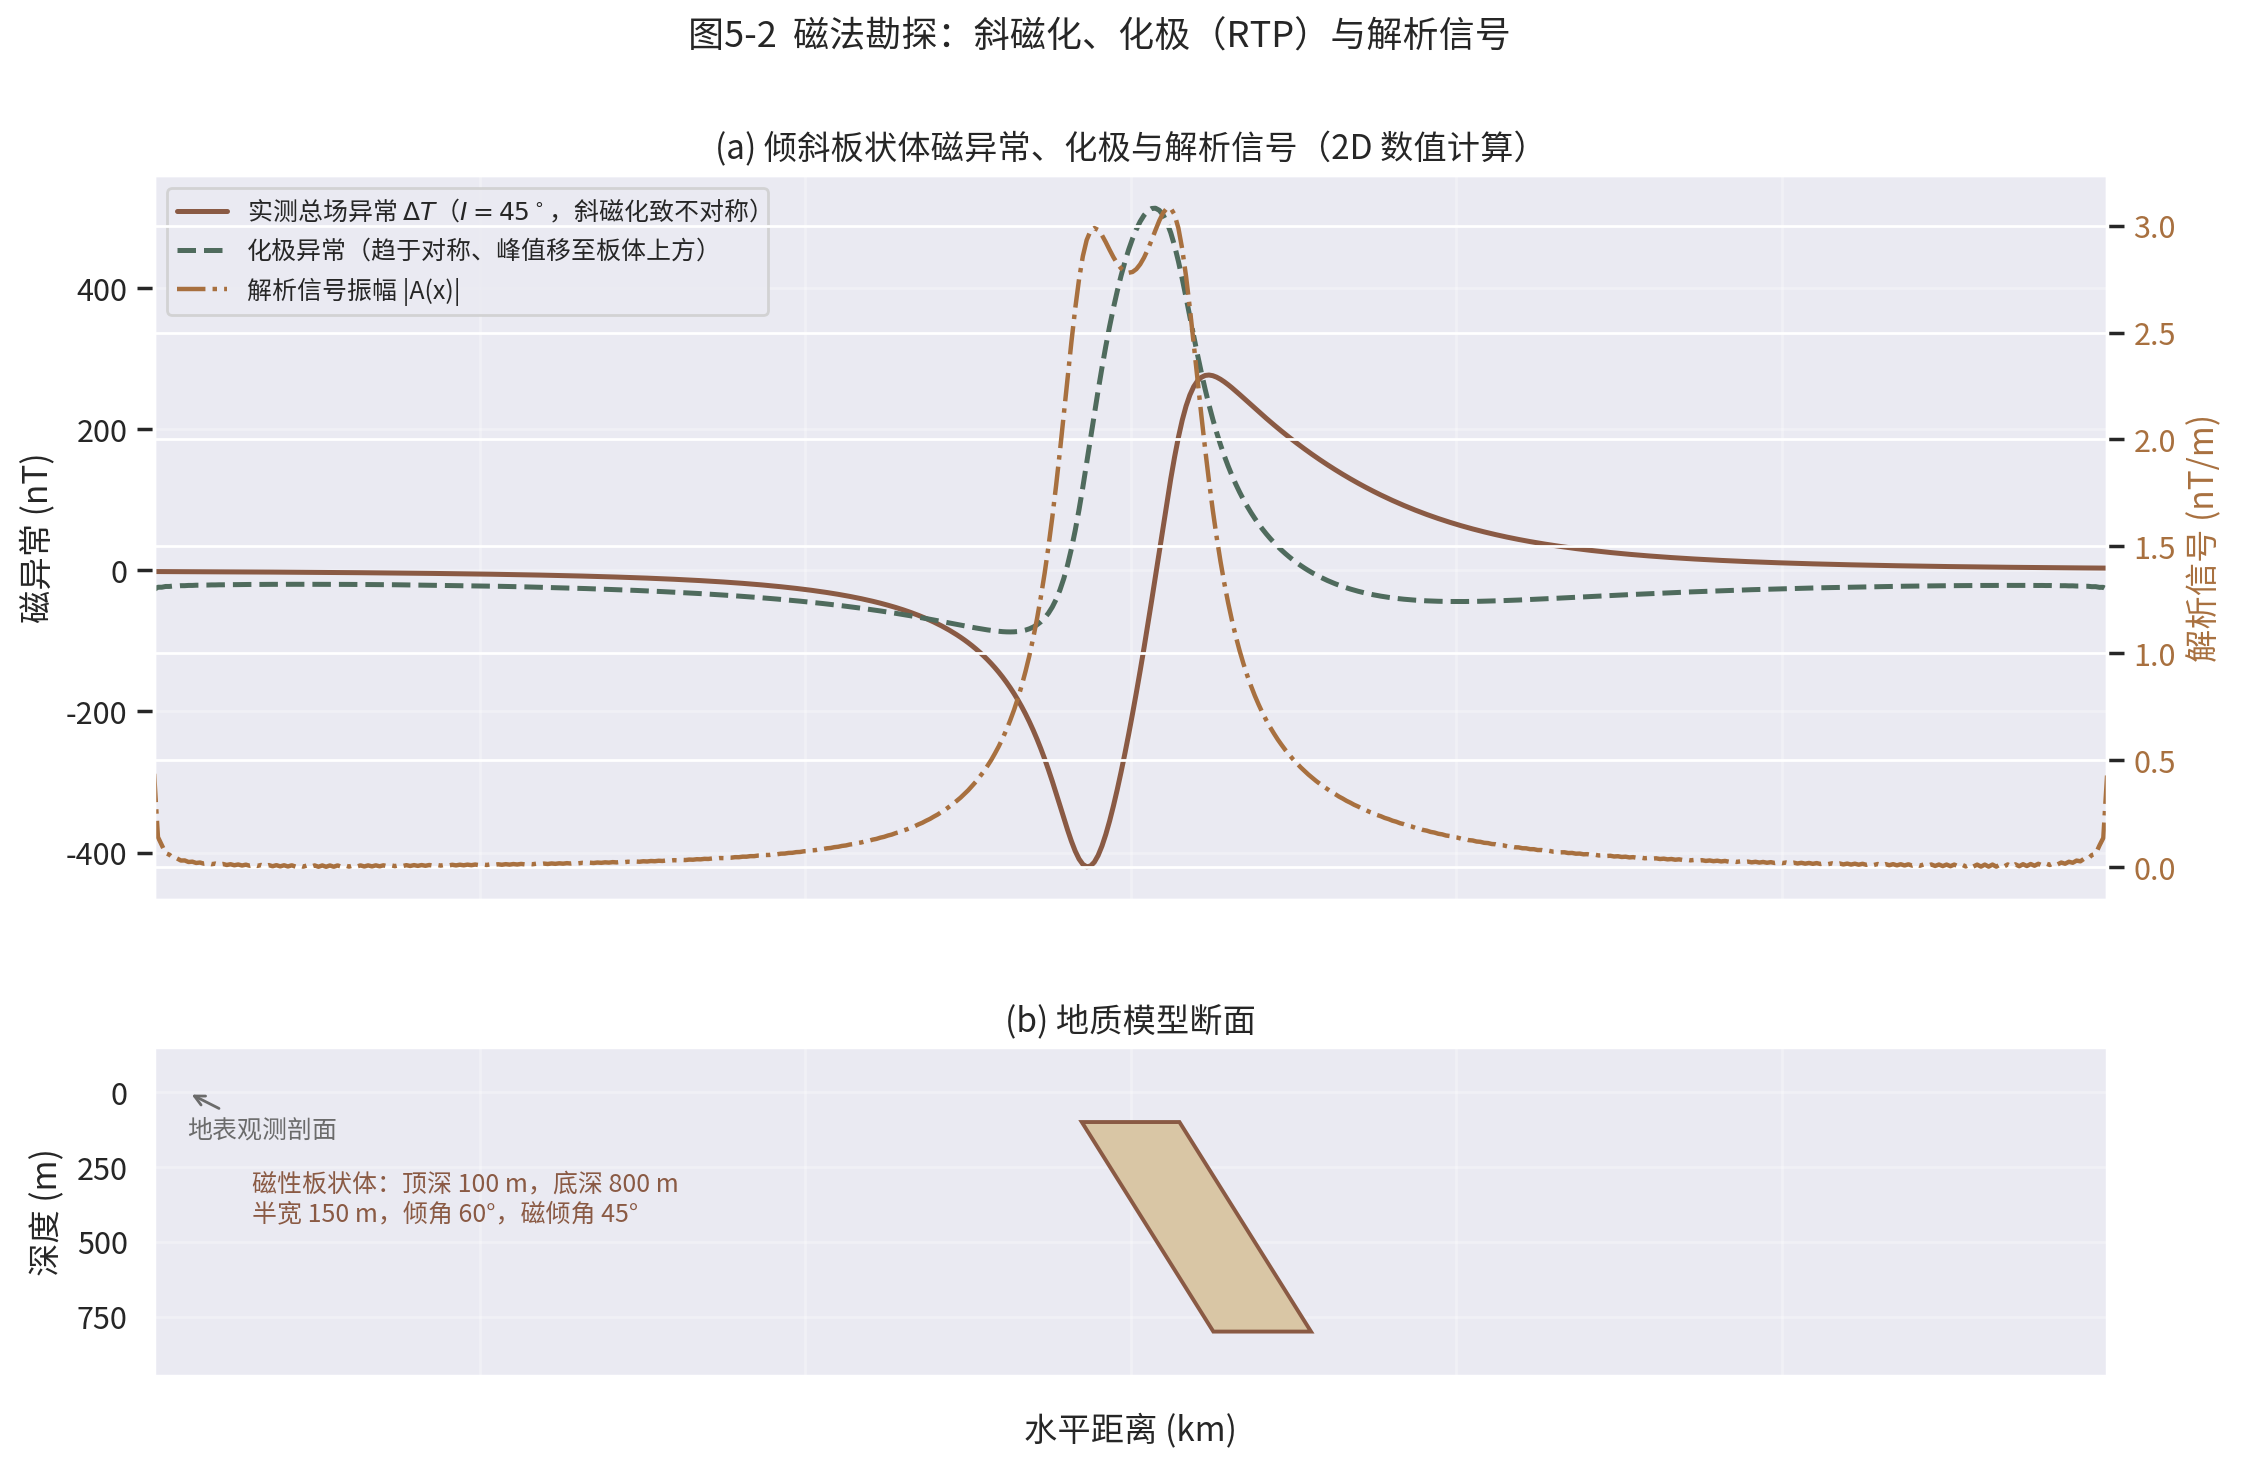 图5-2 磁法勘探：斜磁化、化极（RTP）与解析信号
(a) 倾斜板状体磁异常、化极与解析信号（2D 数值计算）
实测总场异常 ΔT（I = 45°，斜磁化致不对称）
化极异常（趋于对称、峰值移至板体上方）
解析信号振幅 |A(x)|
磁异常 (nT)
400
200
0
-200
-400
解析信号 (nT/m)
3.0
2.5
2.0
1.5
1.0
0.5
0.0
(b) 地质模型断面
深度 (m)
0
250
500
750
地表观测剖面
磁性板状体：顶深 100 m，底深 800 m
半宽 150 m，倾角 60°，磁倾角 45°
水平距离 (km)